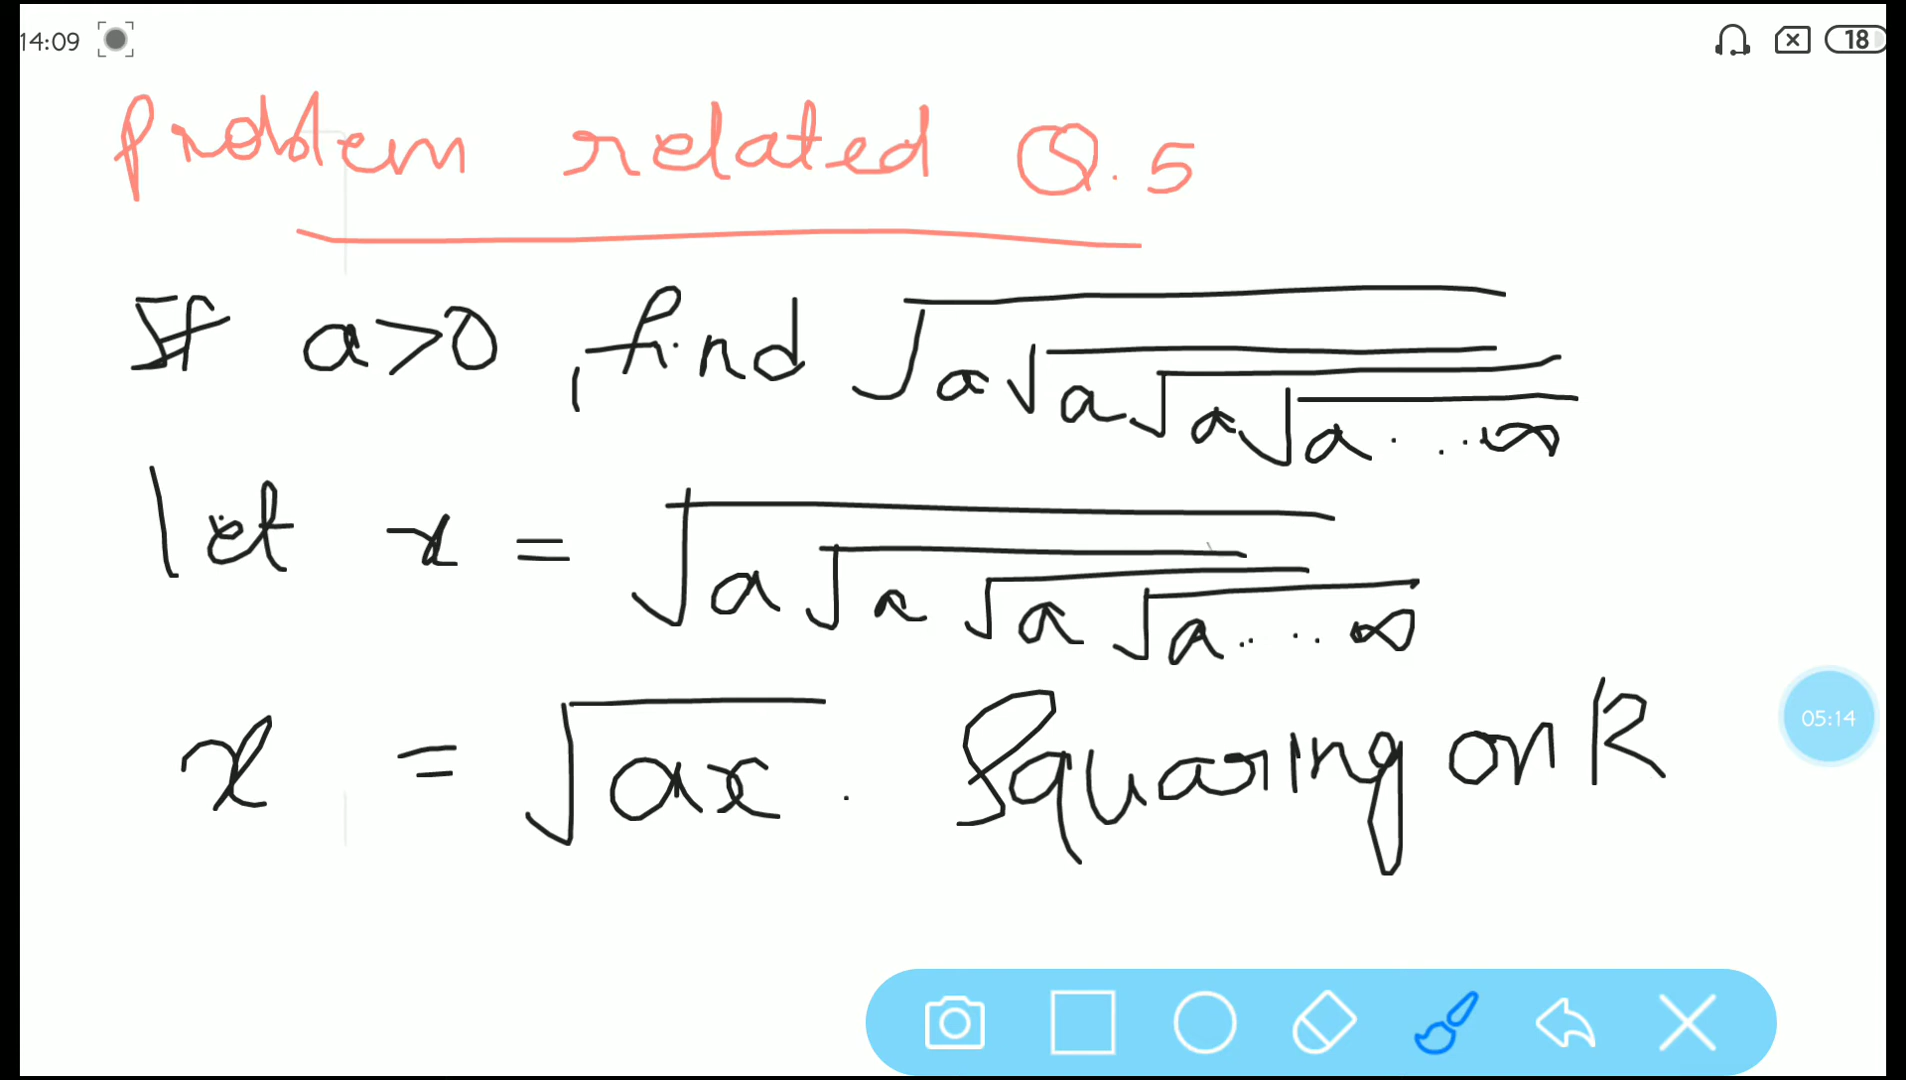 14:09 18
Problem related Q.5
If a>0, find √a√a√a√a....∞
let x = √a√a√a√a....∞
05:14
x = √ax. Squaring on R